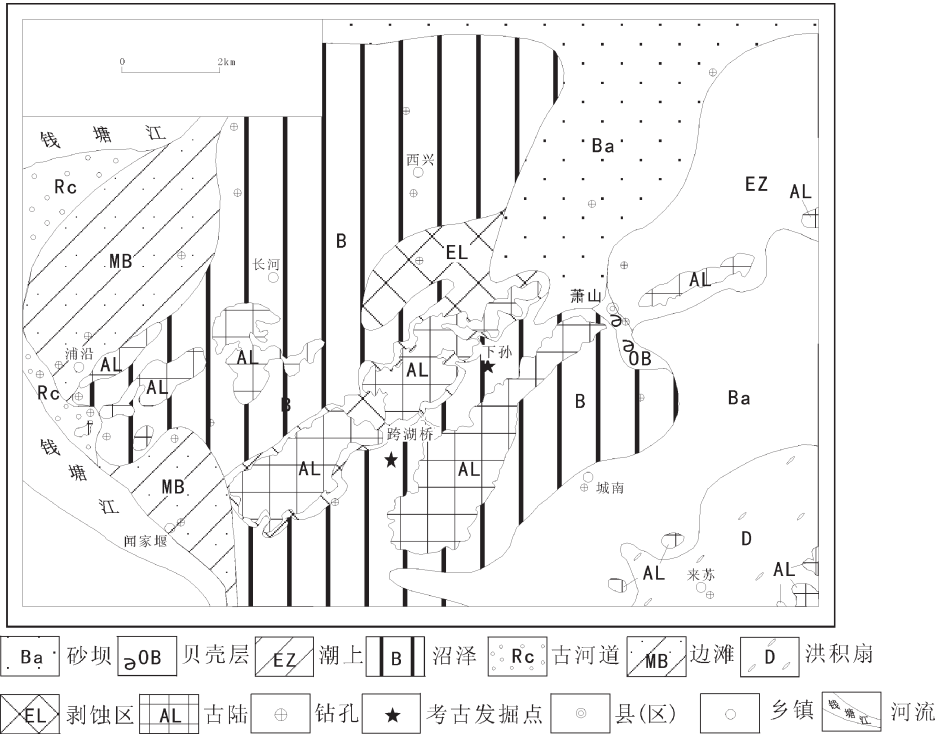 0 2km
钱塘江
Rc
西兴
Ba
EZ
AL
MB
B
EL
长河
AL
萧山
浦沿
AL
AL
AL
下孙
AL
OB
Rc
B
B
Ba
跨湖桥
钱塘江
AL
AL
MB
城南
闻家堰
D
AL
来苏
AL
Ba 砂坝 OB 贝壳层 EZ 潮上 B 沼泽 Rc 古河道 MB 边滩 D 洪积扇
EL 剥蚀区 AL 古陆 钻孔 考古发掘点 县(区) 乡镇 钱塘江 河流